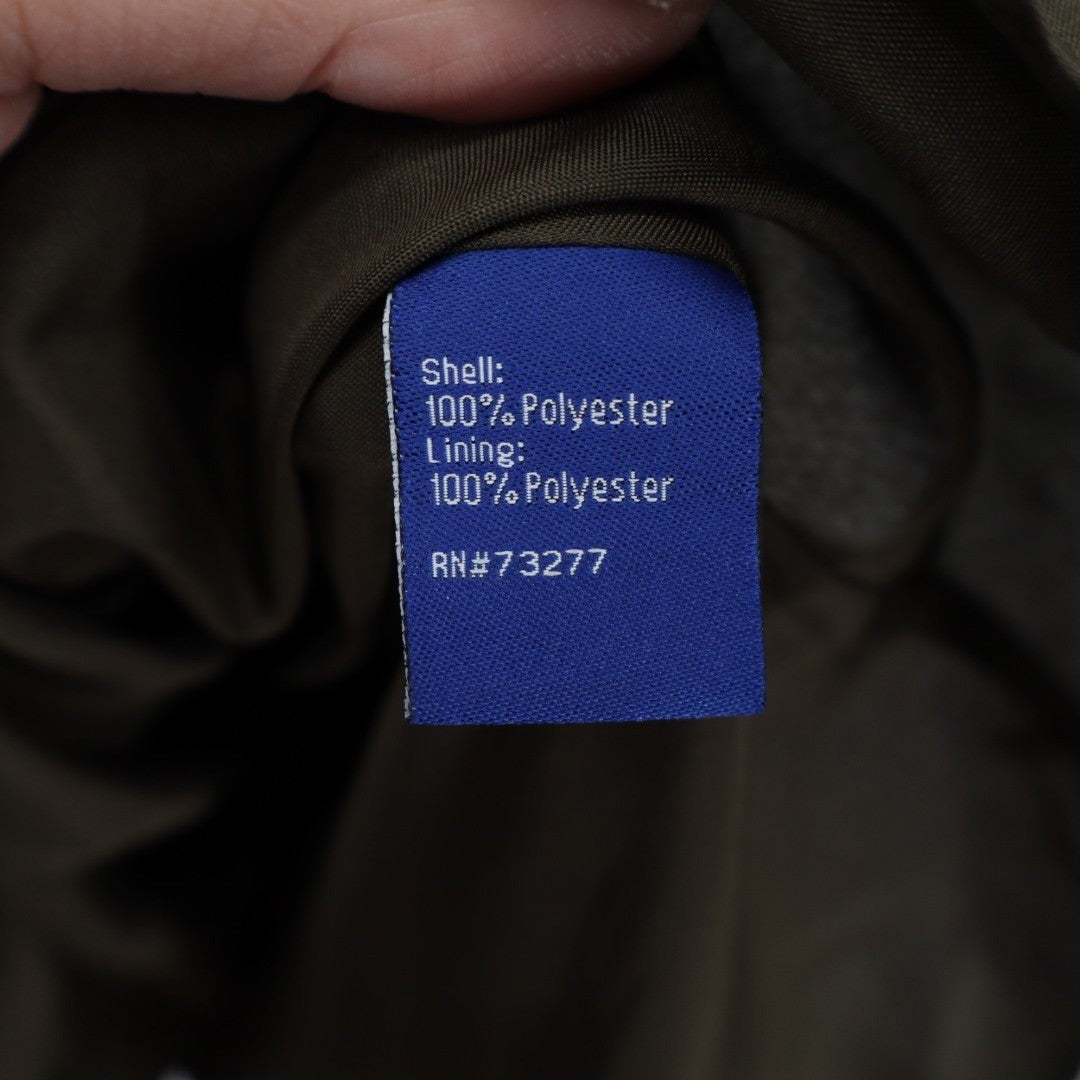 Shell:
100% Polyester
Lining:
100% Polyester
RN#73277